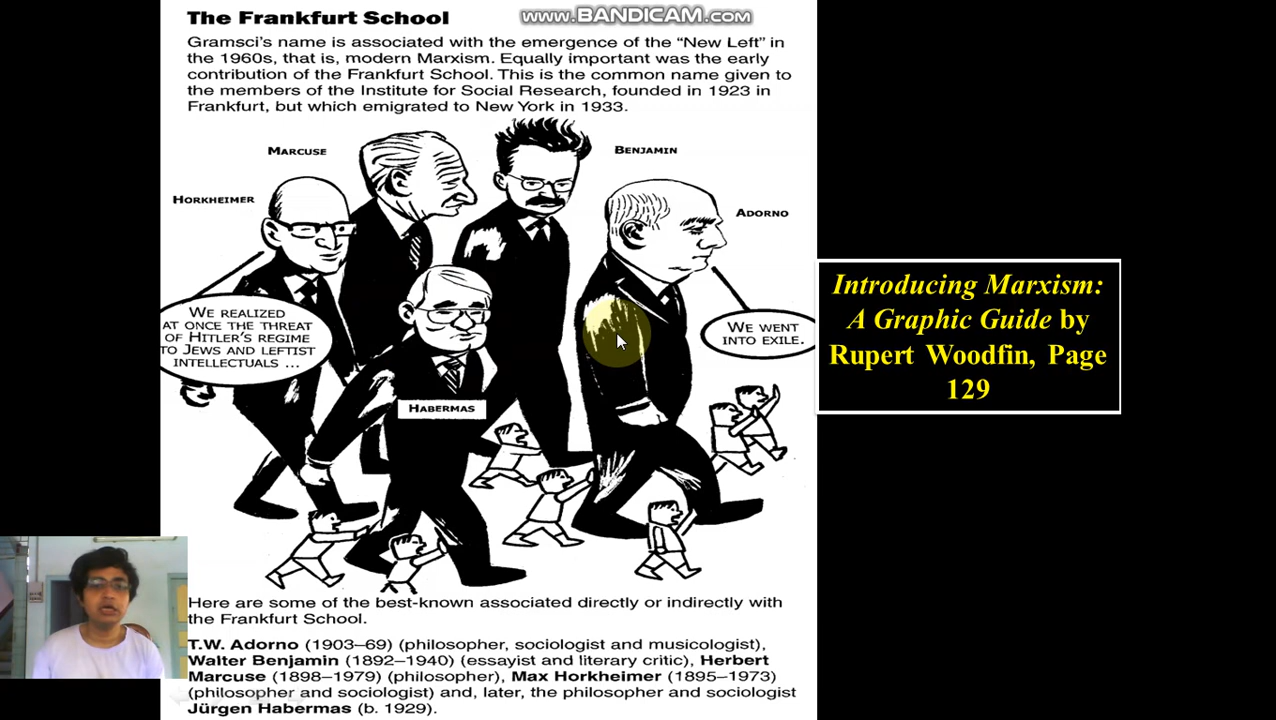 The Frankfurt School
www.BANDICAM.com
Gramsci's name is associated with the emergence of the “New Left” in
the 1960s, that is, modern Marxism. Equally important was the early
contribution of the Frankfurt School. This is the common name given to
the members of the Institute for Social Research, founded in 1923 in
Frankfurt, but which emigrated to New York in 1933.
MARCUSE
BENJAMIN
HORKHEIMER
ADORNO
WE REALIZED
AT ONCE THE THREAT
OF HITLER'S REGIME
TO JEWS AND LEFTIST
INTELLECTUALS ...
WE WENT
INTO EXILE.
HABERMAS
Introducing Marxism:
A Graphic Guide by
Rupert Woodfin, Page
129
Here are some of the best-known associated directly or indirectly with
the Frankfurt School.
T.W. Adorno (1903–69) (philosopher, sociologist and musicologist),
Walter Benjamin (1892–1940) (essayist and literary critic), Herbert
Marcuse (1898–1979) (philosopher), Max Horkheimer (1895–1973)
(philosopher and sociologist) and, later, the philosopher and sociologist
Jürgen Habermas (b. 1929).